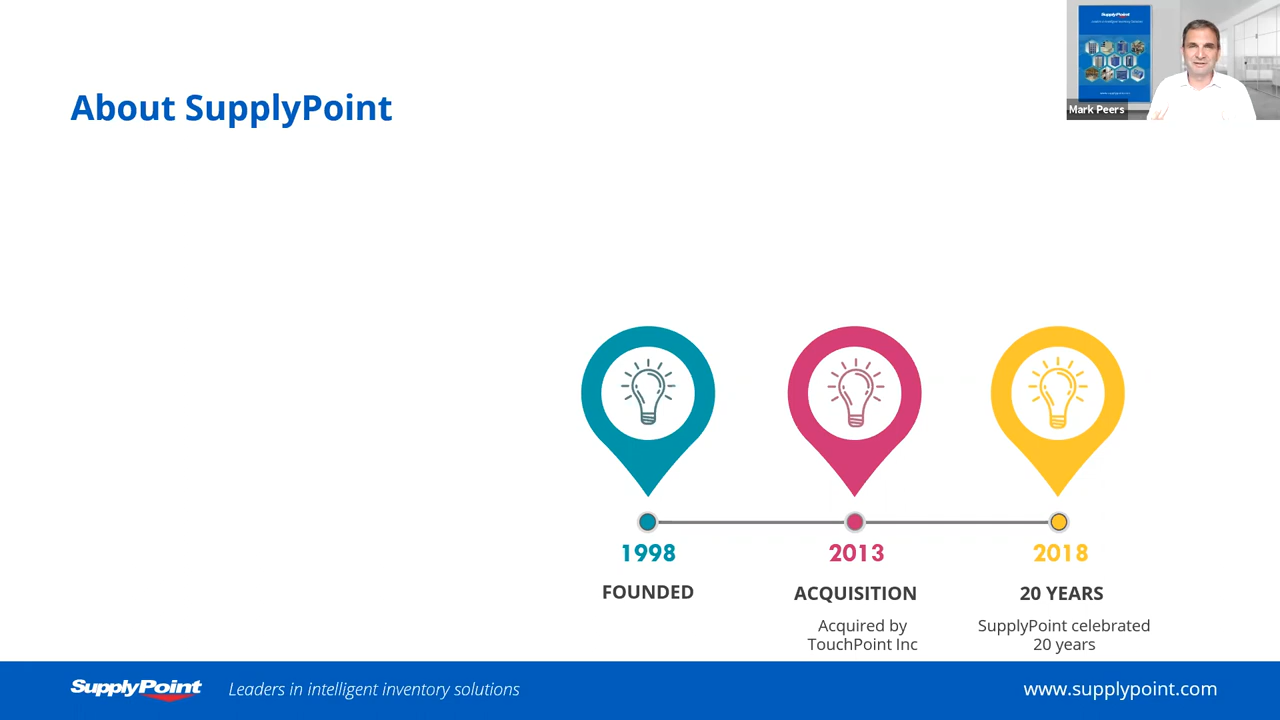 About SupplyPoint
SupplyPoint
Mark Peers
1998
FOUNDED
2013
ACQUISITION
Acquired by
TouchPoint Inc
2018
20 YEARS
SupplyPoint celebrated
20 years
SupplyPoint
Leaders in intelligent inventory solutions
www.supplypoint.com